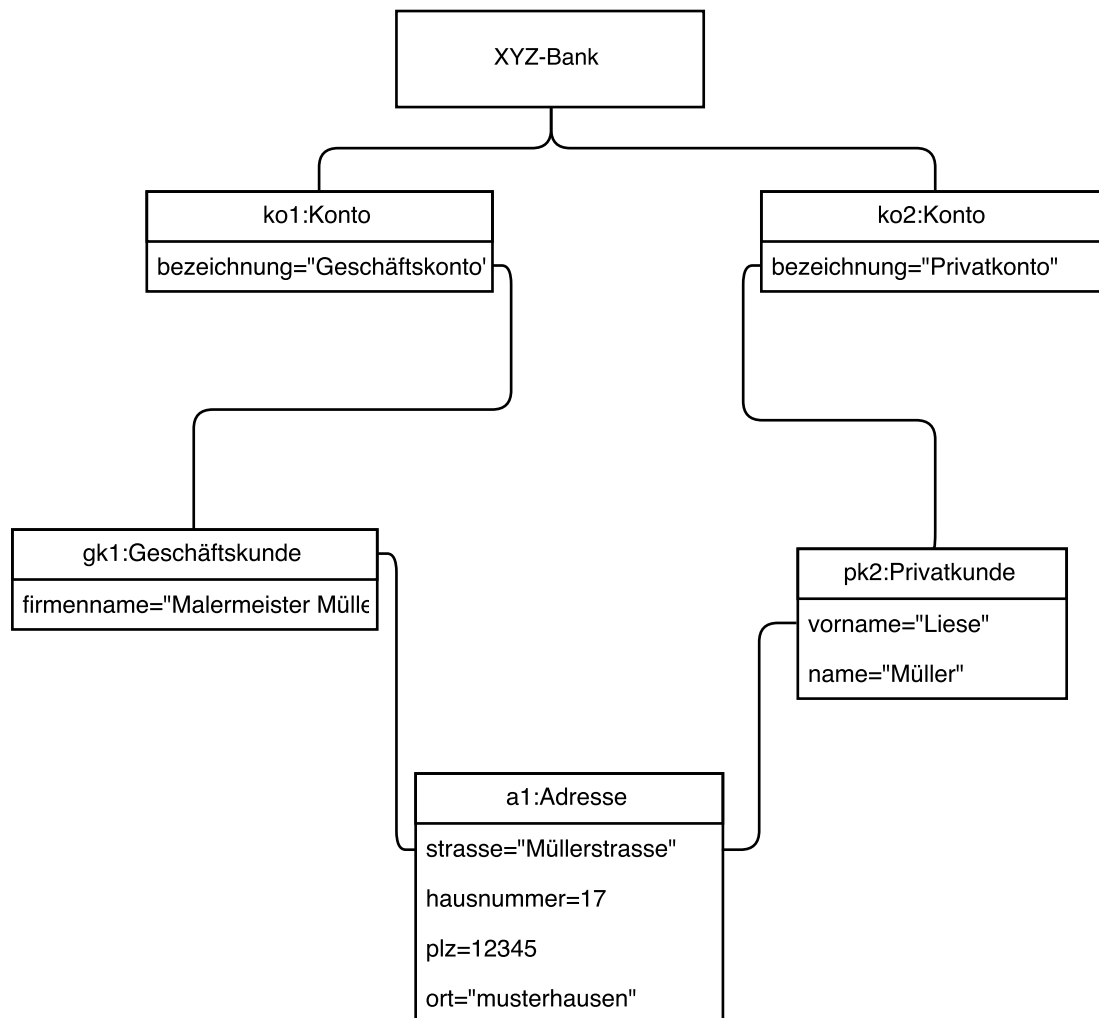 XYZ-Bank
ko1:Konto
bezeichnung="Geschäftskonto"
ko2:Konto
bezeichnung="Privatkonto"
gk1:Geschäftskunde
firmenname="Malermeister Mülle
pk2:Privatkunde
vorname="Liese"
name="Müller"
a1:Adresse
strasse="Müllerstrasse"
hausnummer=17
plz=12345
ort="musterhausen"